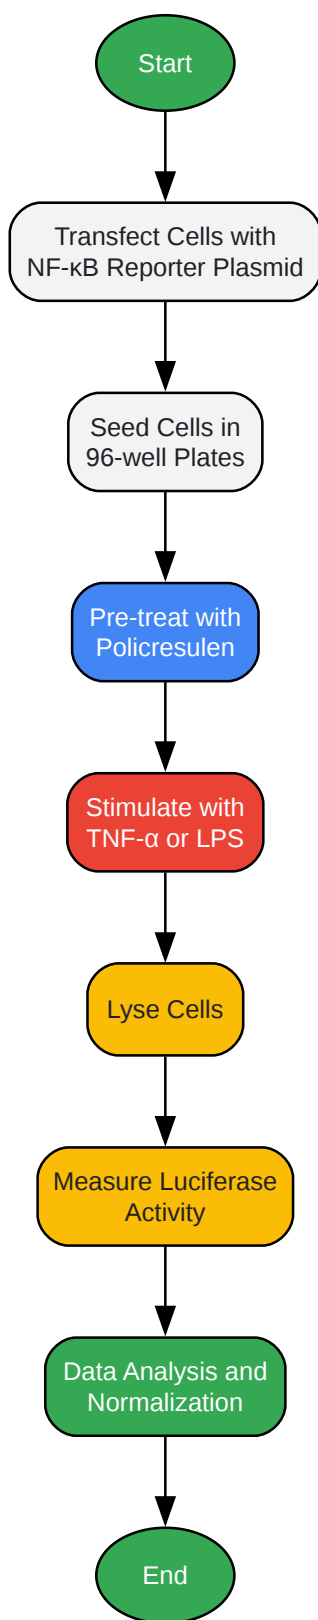 Start
Transfect Cells with
NF-κB Reporter Plasmid
Seed Cells in
96-well Plates
Pre-treat with
Policresulen
Stimulate with
TNF-α or LPS
Lyse Cells
Measure Luciferase
Activity
Data Analysis and
Normalization
End